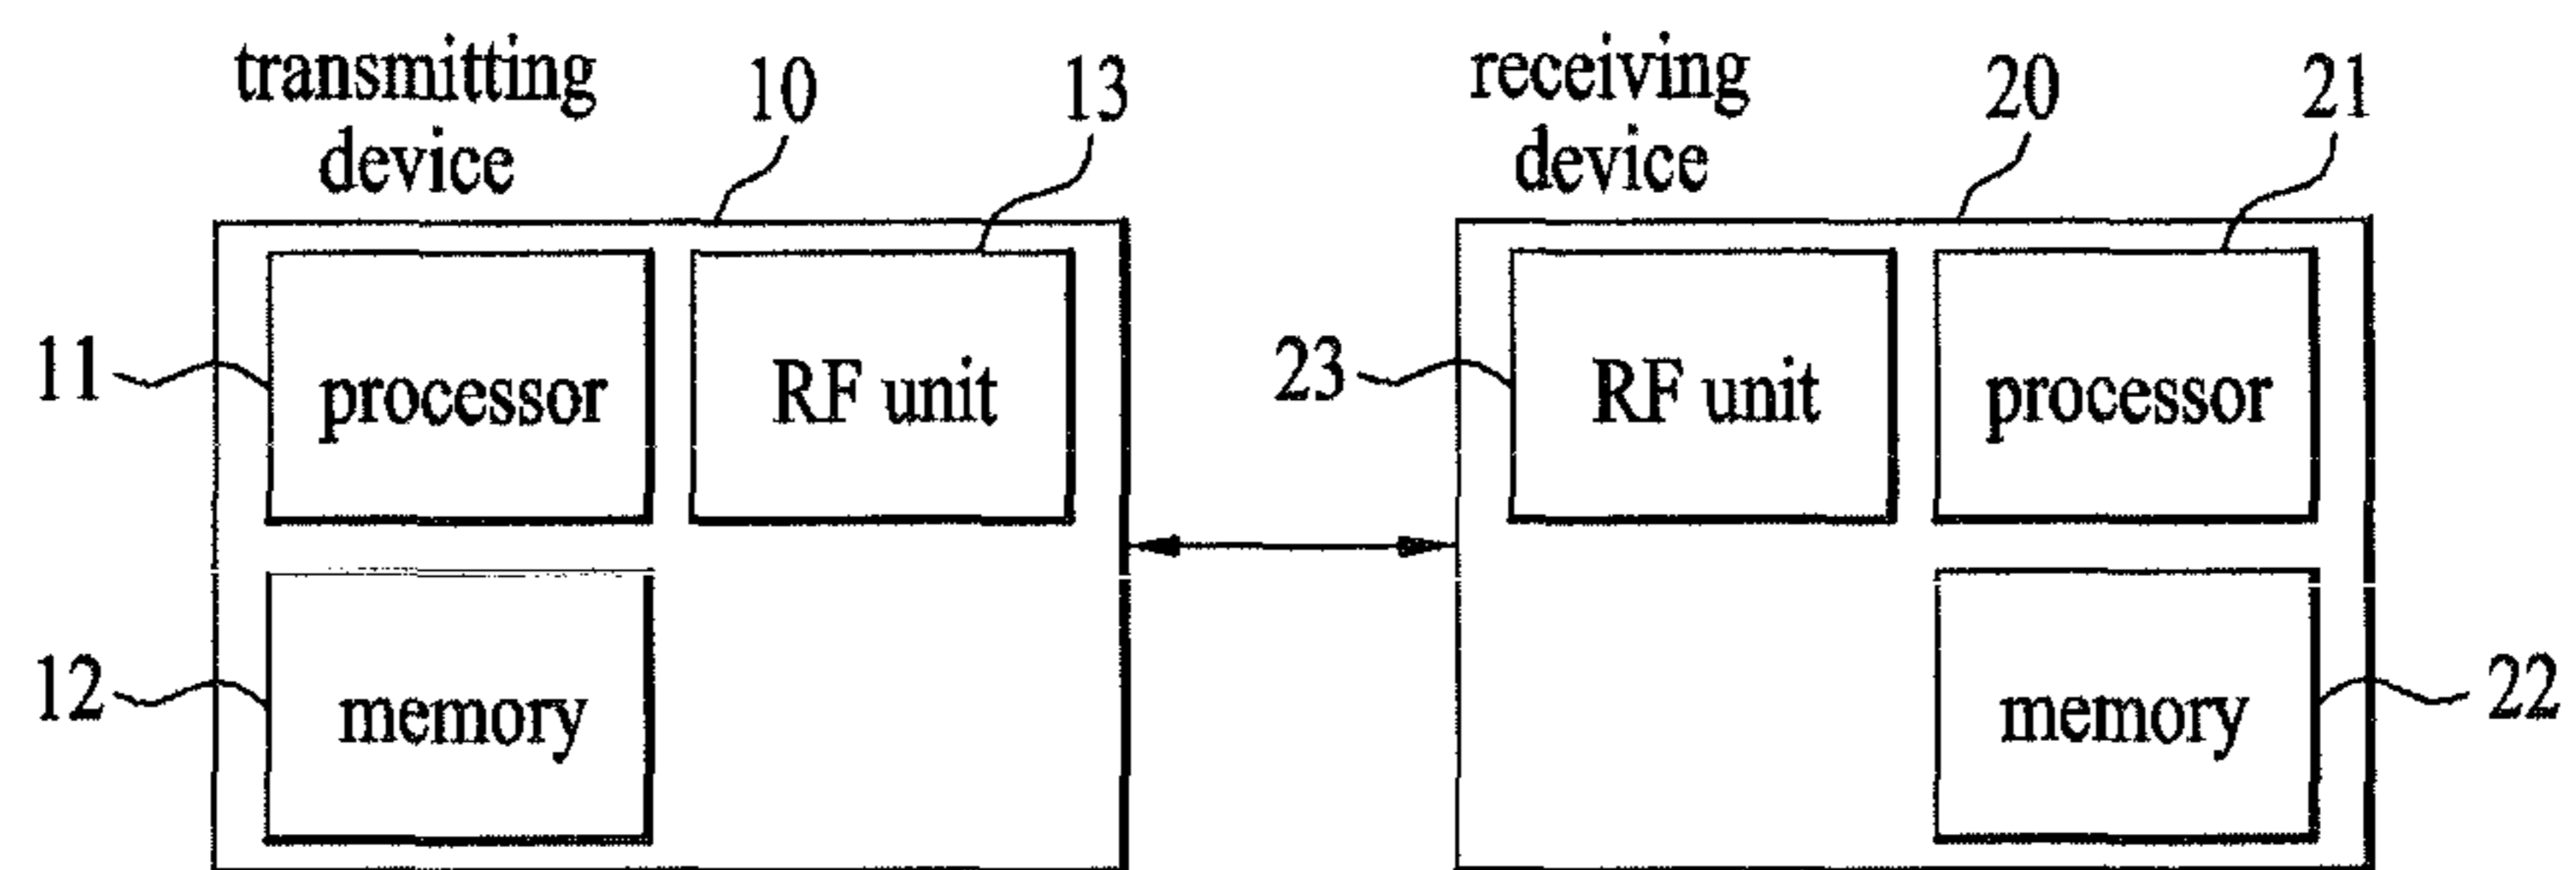 transmitting
device
10
13
receiving
device
20
21
11
processor
RF unit
23
RF unit
processor
12
memory
memory
22